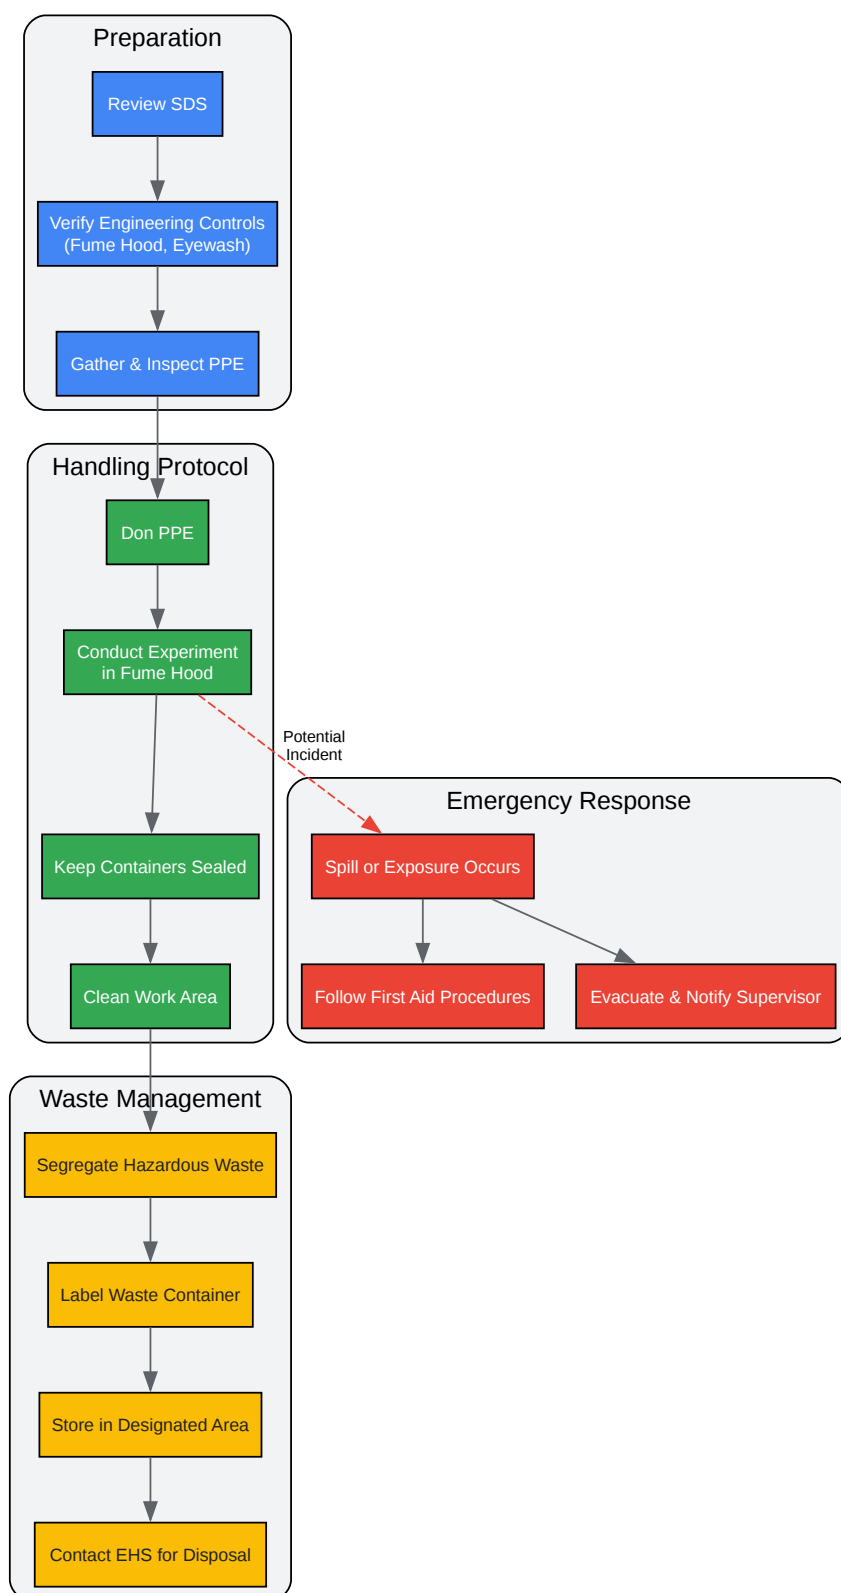 Preparation
Review SDS
Verify Engineering Controls
(Fume Hood, Eyewash)
Gather & Inspect PPE
Handling Protocol
Don PPE
Conduct Experiment
in Fume Hood
Potential
Incident
Emergency Response
Keep Containers Sealed
Spill or Exposure Occurs
Clean Work Area
Follow First Aid Procedures
Evacuate & Notify Supervisor
Waste Management
Segregate Hazardous Waste
Label Waste Container
Store in Designated Area
Contact EHS for Disposal